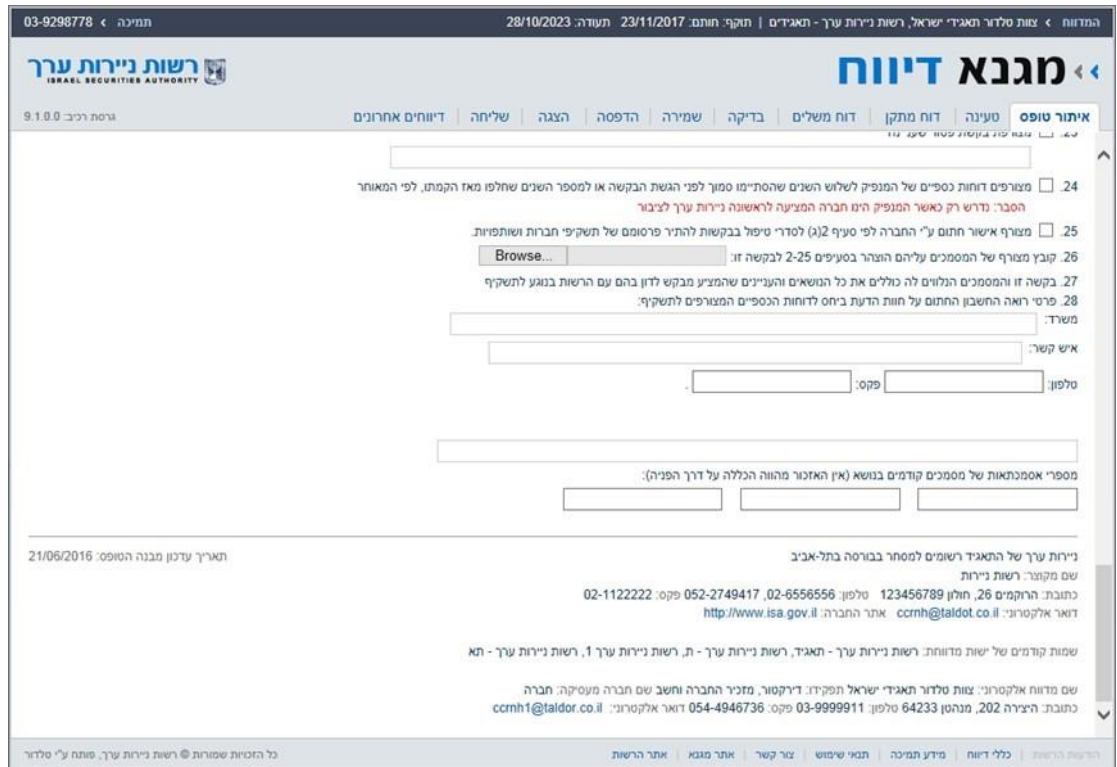 המדווח > צוות טלדור תאגידי ישראל, רשות ניירות ערך - תאגידים | תוקף: חותם: 23/11/2017 תעודה: 28/10/2023
תמיכה > 03-9298778
מגנא דיווח
רשות ניירות ערך
ISRAEL SECURITIES AUTHORITY
איתור טופס | טעינה | דוח מתקן | דוח משלים | בדיקה | שמירה | הדפסה | הצגה | שליחה | דיווחים אחרונים
גרסת רכיב: 9.1.0.0
24. מצורפים דוחות כספיים של המנפיק לשלוש השנים שהסתיימו סמוך לפני הגשת הבקשה או למספר השנים שחלפו מאז הקמתו, לפי המאוחר
הסבר: נדרש רק כאשר המנפיק הינו חברה המציעה לראשונה ניירות ערך לציבור
25. מצורף אישור חתום ע"י החברה לפי סעיף 2(ג) לסדרי טיפול בבקשות להתיר פרסומם של תשקיפי חברות ושותפויות.
26. קובץ מצורף של המסמכים עליהם הוצהר בסעיפים 2-25 לבקשה זו: Browse...
27. בקשה זו והמסמכים הנלווים לה כוללים את כל הנושאים והעניינים שהמציע מבקש לדון בהם עם הרשות בנוגע לתשקיף
28. פרטי רואה החשבון החתום על חוות הדעת ביחס לדוחות הכספיים המצורפים לתשקיף:
משרד:
איש קשר:
טלפון: פקס: .
מספרי אסמכתאות של מסמכים קודמים בנושא (אין האזכור מהווה הכללה על דרך הפניה):
ניירות ערך של התאגיד רשומים למסחר בבורסה בתל-אביב
תאריך עדכון מבנה הטופס: 21/06/2016
שם מקוצר: רשות ניירות
כתובת: הרוקמים 26, חולון 123456789 טלפון: 02-6556556, 052-2749417 פקס: 02-1122222
דואר אלקטרוני: ccrnh@taldot.co.il אתר החברה: http://www.isa.gov.il
שמות קודמים של ישות מדווחת: רשות ניירות ערך - תאגיד, רשות ניירות ערך - ת, רשות ניירות ערך 1, רשות ניירות ערך - תא
שם מדווח אלקטרוני: צוות טלדור תאגידי ישראל תפקידו: דירקטור, מזכיר החברה וחשב שם חברה מעסיקה: חברה
כתובת: היצירה 202, מנהטן 64233 טלפון: 03-9999911 פקס: 054-4946736 דואר אלקטרוני: ccrnh1@taldor.co.il
הודעות הרשות | כללי דיווח | מידע תמיכה | תנאי שימוש | צור קשר | אתר מגנא | אתר הרשות
כל הזכויות שמורות © רשות ניירות ערך, פותח ע"י טלדור